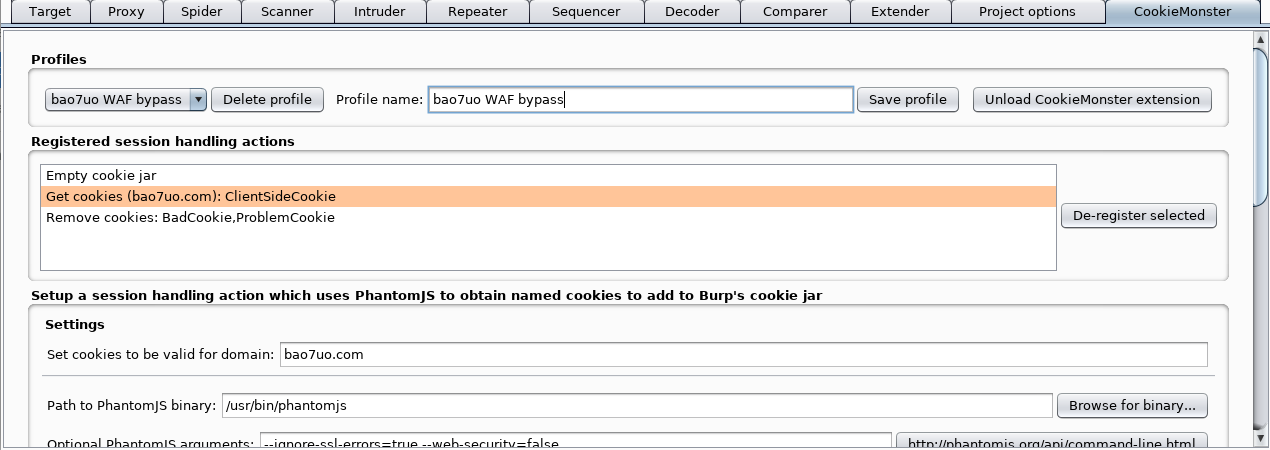 Target Proxy Spider Scanner Intruder Repeater Sequencer Decoder Comparer Extender Project options CookieMonster
Profiles
bao7uo WAF bypass Delete profile Profile name: bao7uo WAF bypass Save profile Unload CookieMonster extension
Registered session handling actions
Empty cookie jar
Get cookies (bao7uo.com): ClientSideCookie
Remove cookies: BadCookie,ProblemCookie
De-register selected
Setup a session handling action which uses PhantomJS to obtain named cookies to add to Burp's cookie jar
Settings
Set cookies to be valid for domain: bao7uo.com
Path to PhantomJS binary: /usr/bin/phantomjs Browse for binary...
Optional PhantomJS arguments: --ignore-ssl-errors=true --web-security=false http://phantomjs.org/api/command-line.html